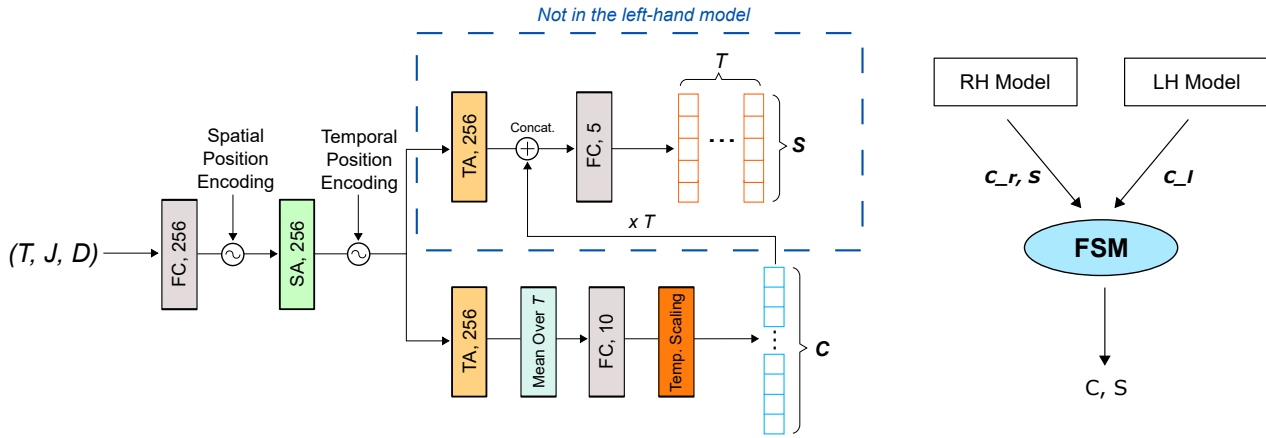 Not in the left-hand model
(T, J, D)
FC, 256
Spatial
Position
Encoding
SA, 256
Temporal
Position
Encoding
TA, 256
Concat.
FC, 5
T
S
x T
TA, 256
Mean Over T
FC, 10
Temp. Scaling
C
RH Model
LH Model
C_r, S
C_l
FSM
C, S